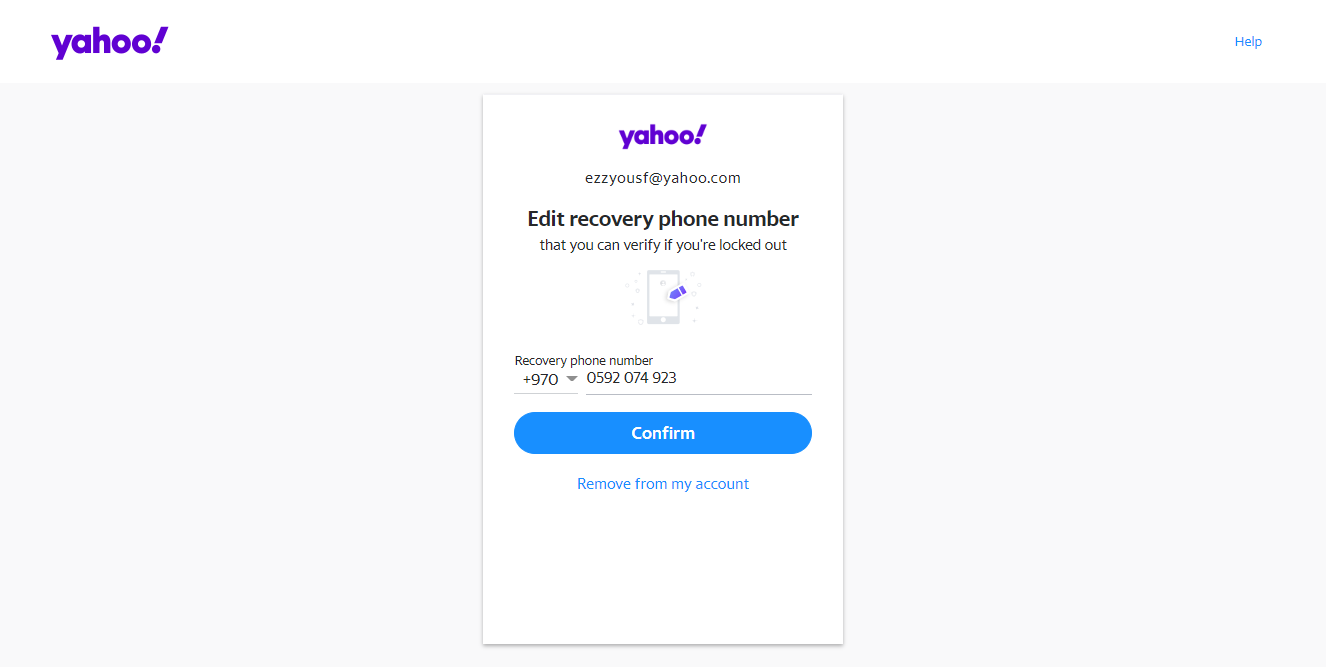 yahoo!
Help
yahoo!
ezzyousf@yahoo.com
Edit recovery phone number
that you can verify if you're locked out
Recovery phone number
+970 0592 074 923
Confirm
Remove from my account